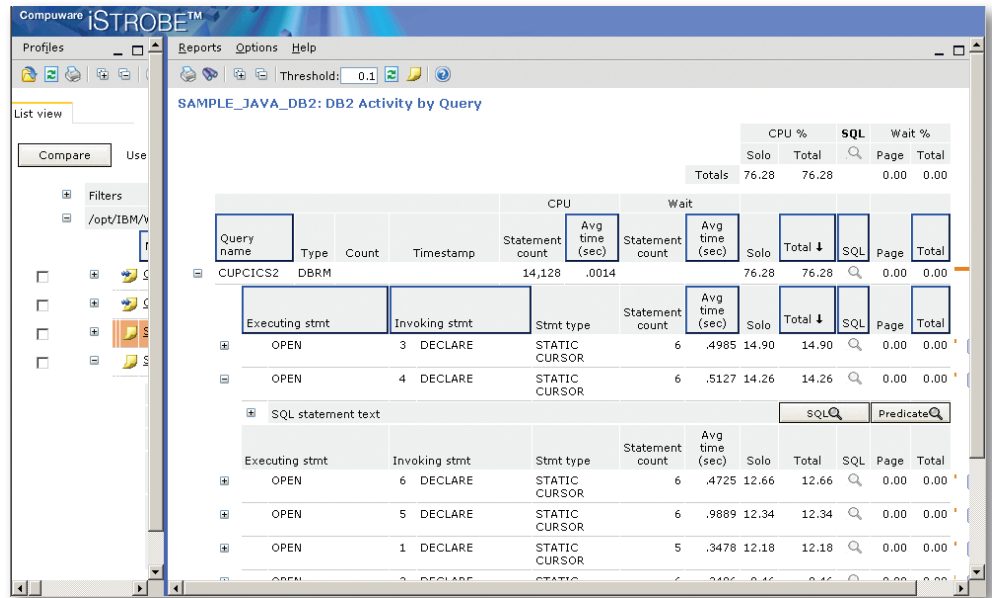 Compuware iSTROBE™
Profiles
Reports Options Help
Threshold: 0.1
List view
SAMPLE_JAVA_DB2: DB2 Activity by Query
Compare Use
Filters
/opt/IBM/
CPU % SQL Wait %
Solo Total Page Total
Totals 76.28 76.28 0.00 0.00
CPU Wait
Query name Type Count Timestamp Statement count Avg time (sec) Statement count Avg time (sec) Solo Total ↓ SQL Page Total
CUPCICS2 DBRM 14,128 .0014 76.28 76.28 0.00 0.00
Executing stmt Invoking stmt Stmt type Statement count Avg time (sec) Solo Total ↓ SQL Page Total
OPEN 3 DECLARE STATIC CURSOR 6 .4985 14.90 14.90 0.00 0.00
OPEN 4 DECLARE STATIC CURSOR 6 .5127 14.26 14.26 0.00 0.00
SQL statement text SQL Predicate
Executing stmt Invoking stmt Stmt type Statement count Avg time (sec) Solo Total SQL Page Total
OPEN 6 DECLARE STATIC CURSOR 6 .4725 12.66 12.66 0.00 0.00
OPEN 5 DECLARE STATIC CURSOR 6 .9889 12.34 12.34 0.00 0.00
OPEN 1 DECLARE STATIC CURSOR 5 .3478 12.18 12.18 0.00 0.00